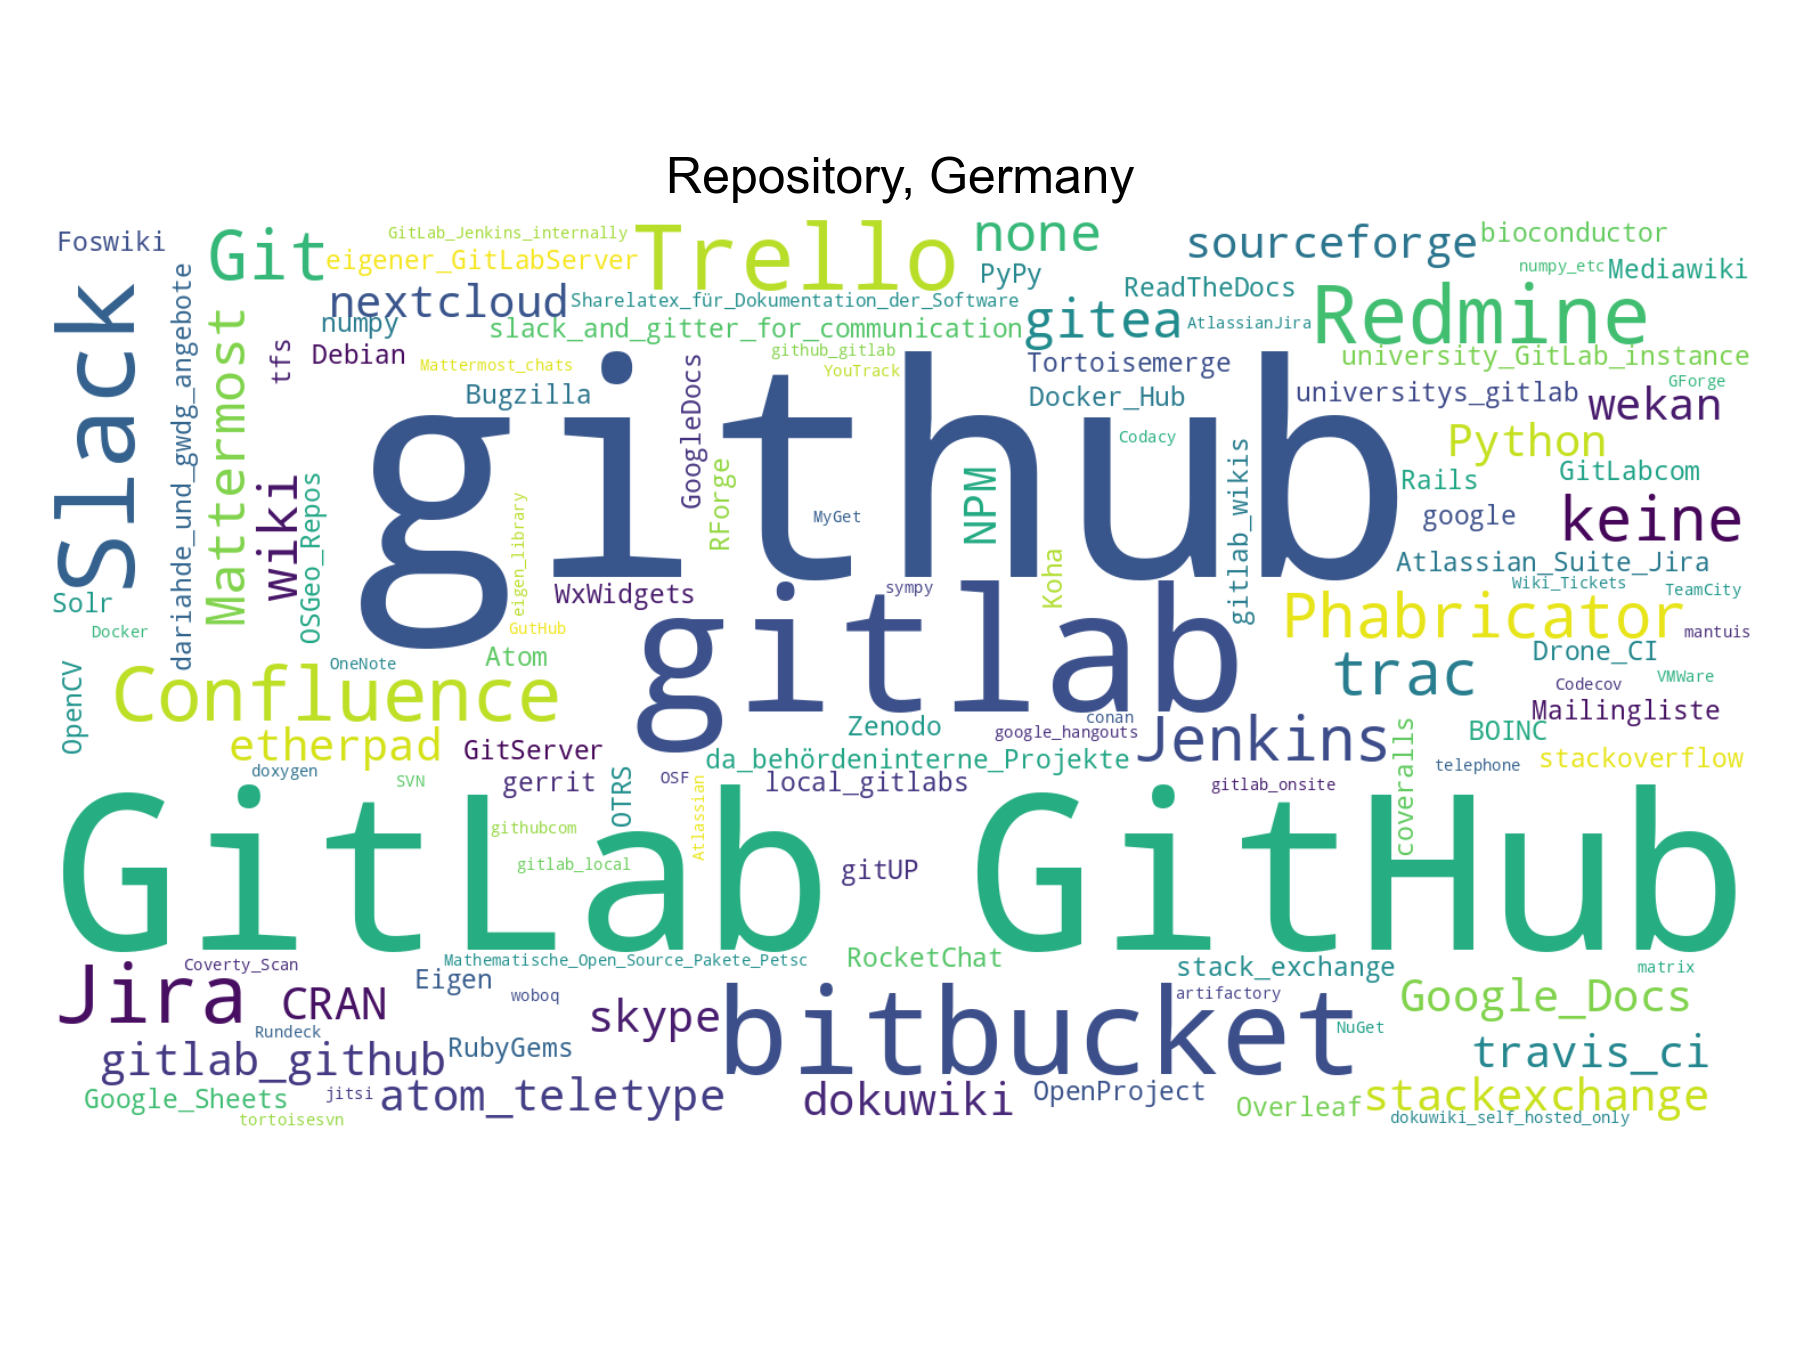 Repository, Germany
Foswiki
Git
GitLab_Jenkins_internally
eigener_GitLabServer
Trello
none
sourceforge
bioconductor
PyPy
numpy_etc
Mediawiki
nextcloud
Sharelatex_für_Dokumentation_der_Software
ReadTheDocs
Redmine
numpy
slack_and_gitter_for_communication
gitea
AtlassianJira
Slack
dariahde_und_gwdg_angebote
Mattermost
tfs
Debian
Mattermost_chats
github_gitlab
YouTrack
Tortoisemerge
university_GitLab_instance
Bugzilla
GoogleDocs
Docker_Hub
universitys_gitlab
GForge
wekan
github
Codacy
Python
wiki
OSGeo_Repos
eigen_library
RForge
MyGet
NPM
gitlab_wikis
Rails
GitLabcom
google
keine
Koha
Atlassian_Suite_Jira
Solr
WxWidgets
sympy
Wiki_Tickets
TeamCity
Docker
GutHub
gitlab
Phabricator
mantuis
OpenCV
OneNote
Atom
trac
Drone_CI
VMWare
Confluence
Codecov
Mailingliste
etherpad
GitServer
Zenodo
conan
google_hangouts
Jenkins
coveralls
BOINC
doxygen
SVN
gerrit
OTRS
OSF
Atlassian
da_behördeninterne_Projekte
local_gitlabs
gitlab_onsite
telephone
stackoverflow
GitLab
githubcom
gitlab_local
gitUP
GitHub
Coverty_Scan
Mathematische_Open_Source_Pakete_Petsc
RocketChat
stack_exchange
matrix
Jira
CRAN
Eigen
woboq
skype
bitbucket
artifactory
Google_Docs
Rundeck
NuGet
gitlab_github
RubyGems
travis_ci
Google_Sheets
jitsi
atom_teletype
dokuwiki
OpenProject
Overleaf
stackexchange
tortoisesvn
dokuwiki_self_hosted_only